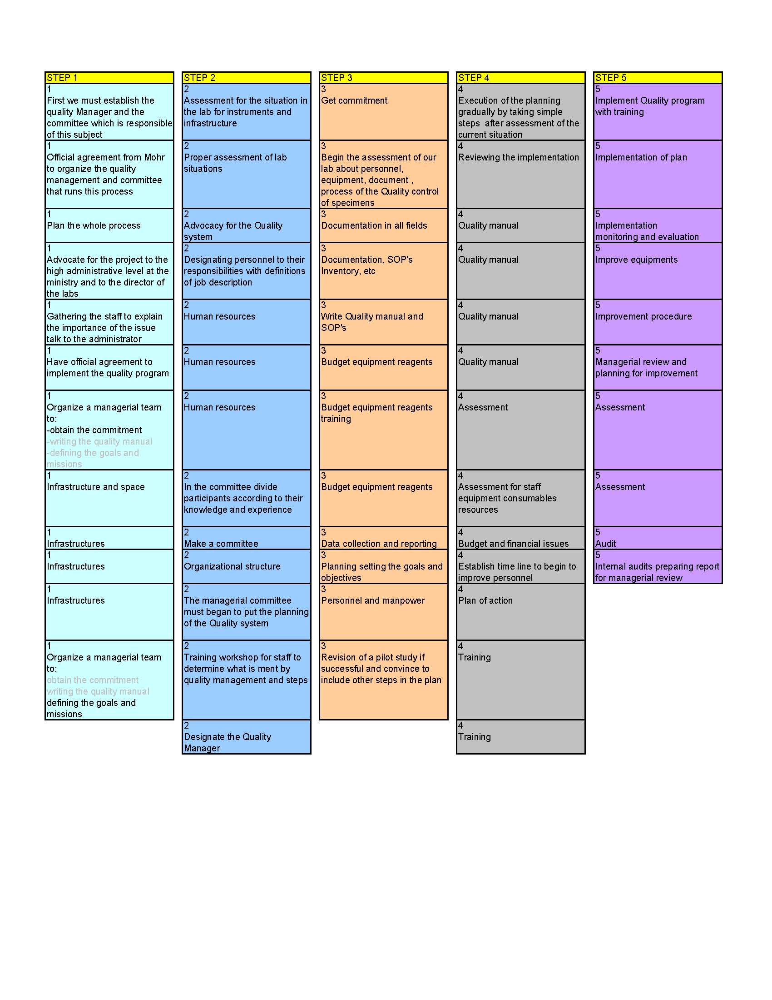 STEP 1
1
First we must establish the
quality Manager and the
committee which is responsible
of this subject
1
Official agreement from Mohr
to organize the quality
management and committee
that runs this process
1
Plan the whole process
1
Advocate for the project to the
high administrative level at the
ministry and to the director of
the labs
1
Gathering the staff to explain
the importance of the issue
talk to the administrator
1
Have official agreement to
implement the quality program
1
Organize a managerial team
to:
-obtain the commitment
-writing the quality manual
-defining the goals and
missions
1
Infrastructure and space
1
Infrastructures
1
Infrastructures
1
Infrastructures
1
Organize a managerial team
to:
obtain the commitment
writing the quality manual
defining the goals and
missions
STEP 2
2
Assessment for the situation in
the lab for instruments and
infrastructure
2
Proper assessment of lab
situations
2
Advocacy for the Quality
system
2
Designating personnel to their
responsibilities with definitions
of job description
2
Human resources
2
Human resources
2
Human resources
2
In the committee divide
participants according to their
knowledge and experience
2
Make a committee
2
Organizational structure
2
The managerial committee
must began to put the planning
of the Quality system
2
Training workshop for staff to
determine what is ment by
quality management and steps
2
Designate the Quality
Manager
STEP 3
3
Get commitment
3
Begin the assessment of our
lab about personnel,
equipment, document ,
process of the Quality control
of specimens
3
Documentation in all fields
3
Documentation, SOP's
Inventory, etc
3
Write Quality manual and
SOP's
3
Budget equipment reagents
3
Budget equipment reagents
training
3
Budget equipment reagents
3
Data collection and reporting
3
Planning setting the goals and
objectives
3
Personnel and manpower
3
Revision of a pilot study if
successful and convince to
include other steps in the plan
STEP 4
4
Execution of the planning
gradually by taking simple
steps  after assessment of the
current situation
4
Reviewing the implementation
4
Quality manual
4
Quality manual
4
Quality manual
4
Quality manual
4
Assessment
4
Assessment for staff
equipment consumables
resources
4
Budget and financial issues
4
Establish time line to begin to
improve personnel
4
Plan of action
4
Training
4
Training
STEP 5
5
Implement Quality program
with training
5
Implementation of plan
5
Implementation
monitoring and evaluation
5
Improve equipments
5
Improvement procedure
5
Managerial review and
planning for improvement
5
Assessment
5
Assessment
5
Audit
5
Internal audits preparing report
for managerial review